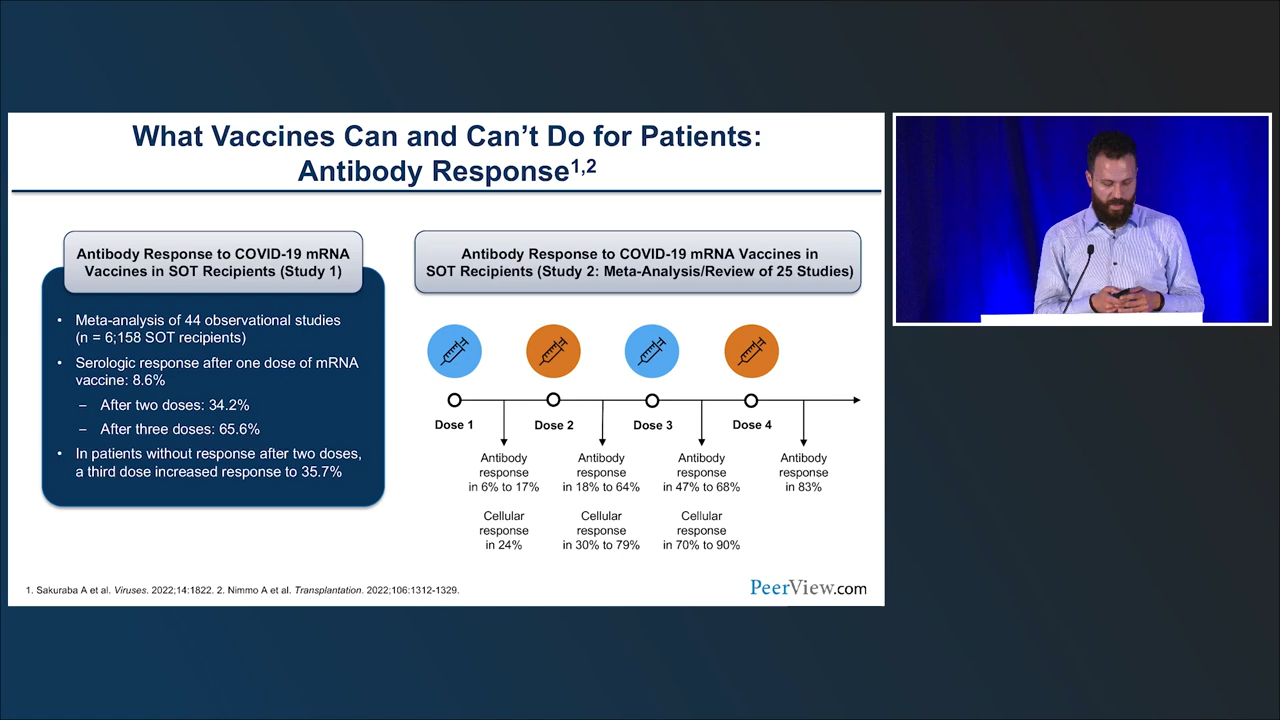 What Vaccines Can and Can’t Do for Patients:
Antibody Response1,2
Antibody Response to COVID-19 mRNA
Vaccines in SOT Recipients (Study 1)
• Meta-analysis of 44 observational studies
(n = 6;158 SOT recipients)
• Serologic response after one dose of mRNA
vaccine: 8.6%
– After two doses: 34.2%
– After three doses: 65.6%
• In patients without response after two doses,
a third dose increased response to 35.7%
Antibody Response to COVID-19 mRNA Vaccines in
SOT Recipients (Study 2: Meta-Analysis/Review of 25 Studies)
Dose 1
Dose 2
Dose 3
Dose 4
Antibody
response
in 6% to 17%
Antibody
response
in 18% to 64%
Antibody
response
in 47% to 68%
Antibody
response
in 83%
Cellular
response
in 24%
Cellular
response
in 30% to 79%
Cellular
response
in 70% to 90%
1. Sakuraba A et al. Viruses. 2022;14:1822. 2. Nimmo A et al. Transplantation. 2022;106:1312-1329.
PeerView.com